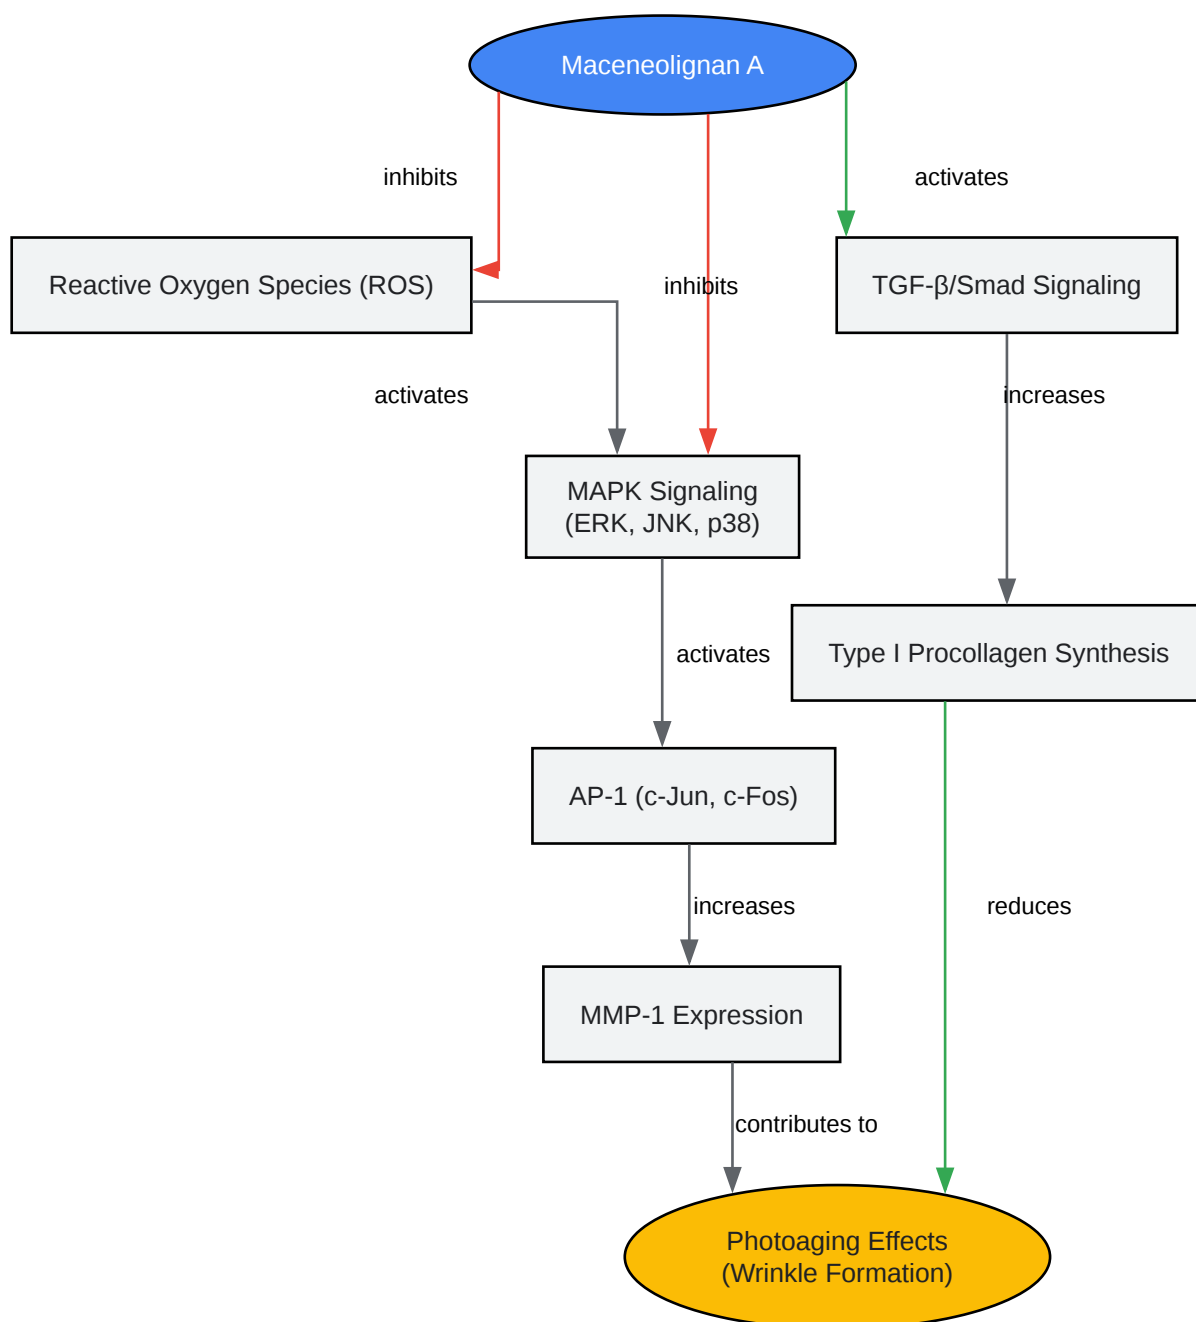 Maceneolignan A
inhibits
activates
Reactive Oxygen Species (ROS)
inhibits
TGF-β/Smad Signaling
activates
increases
MAPK Signaling
(ERK, JNK, p38)
activates
Type I Procollagen Synthesis
AP-1 (c-Jun, c-Fos)
increases
reduces
MMP-1 Expression
contributes to
Photoaging Effects
(Wrinkle Formation)